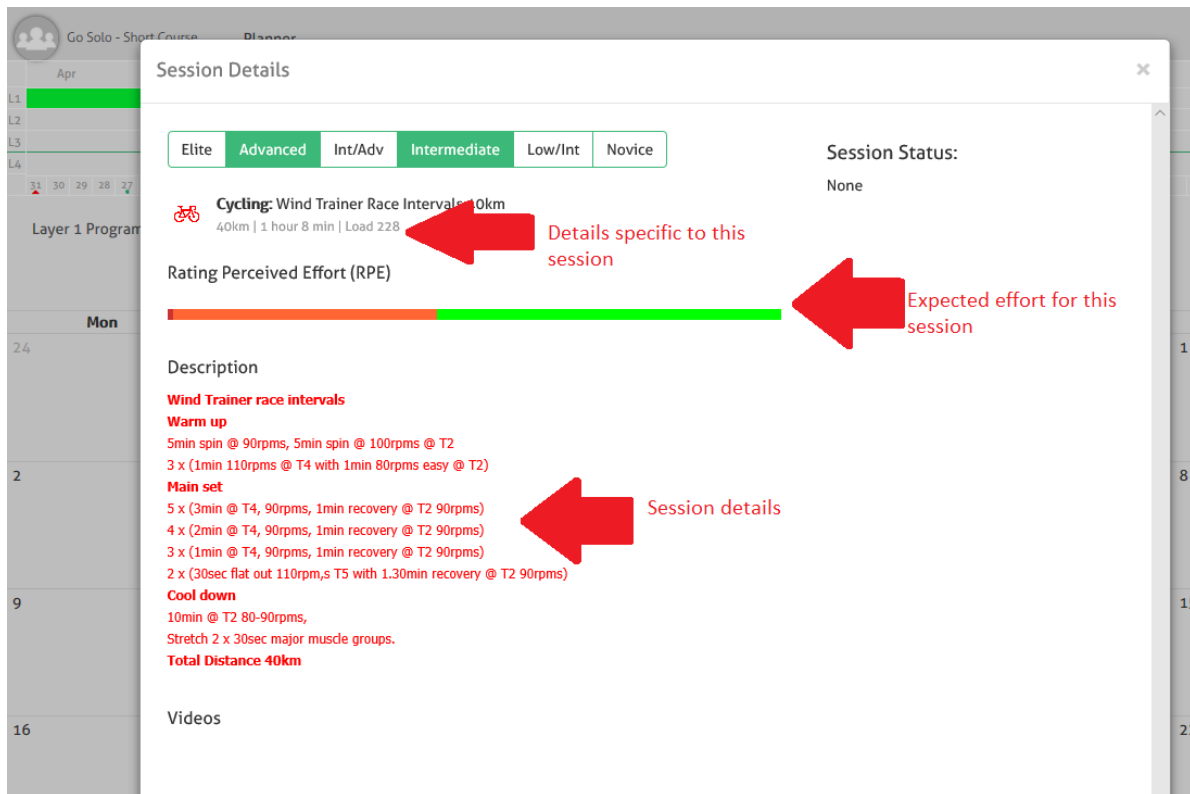 Go Solo - Short Course
Planner
Apr
Session Details
×
L1
L2
L3
L4
31 30 29 28 27
Elite
Advanced
Int/Adv
Intermediate
Low/Int
Novice
Session Status:
None
Cycling: Wind Trainer Race Intervals 40km
40km | 1 hour 8 min | Load 228
Details specific to this
session
Layer 1 Program
Rating Perceived Effort (RPE)
Expected effort for this
session
Mon
24
1
Description
Wind Trainer race intervals
Warm up
5min spin @ 90rpms, 5min spin @ 100rpms @ T2
3 x (1min 110rpms @ T4 with 1min 80rpms easy @ T2)
2
8
Main set
5 x (3min @ T4, 90rpms, 1min recovery @ T2 90rpms)
Session details
4 x (2min @ T4, 90rpms, 1min recovery @ T2 90rpms)
3 x (1min @ T4, 90rpms, 1min recovery @ T2 90rpms)
2 x (30sec flat out 110rpm,s T5 with 1.30min recovery @ T2 90rpms)
Cool down
9
10min @ T2 80-90rpms,
Stretch 2 x 30sec major muscle groups.
Total Distance 40km
Videos
16